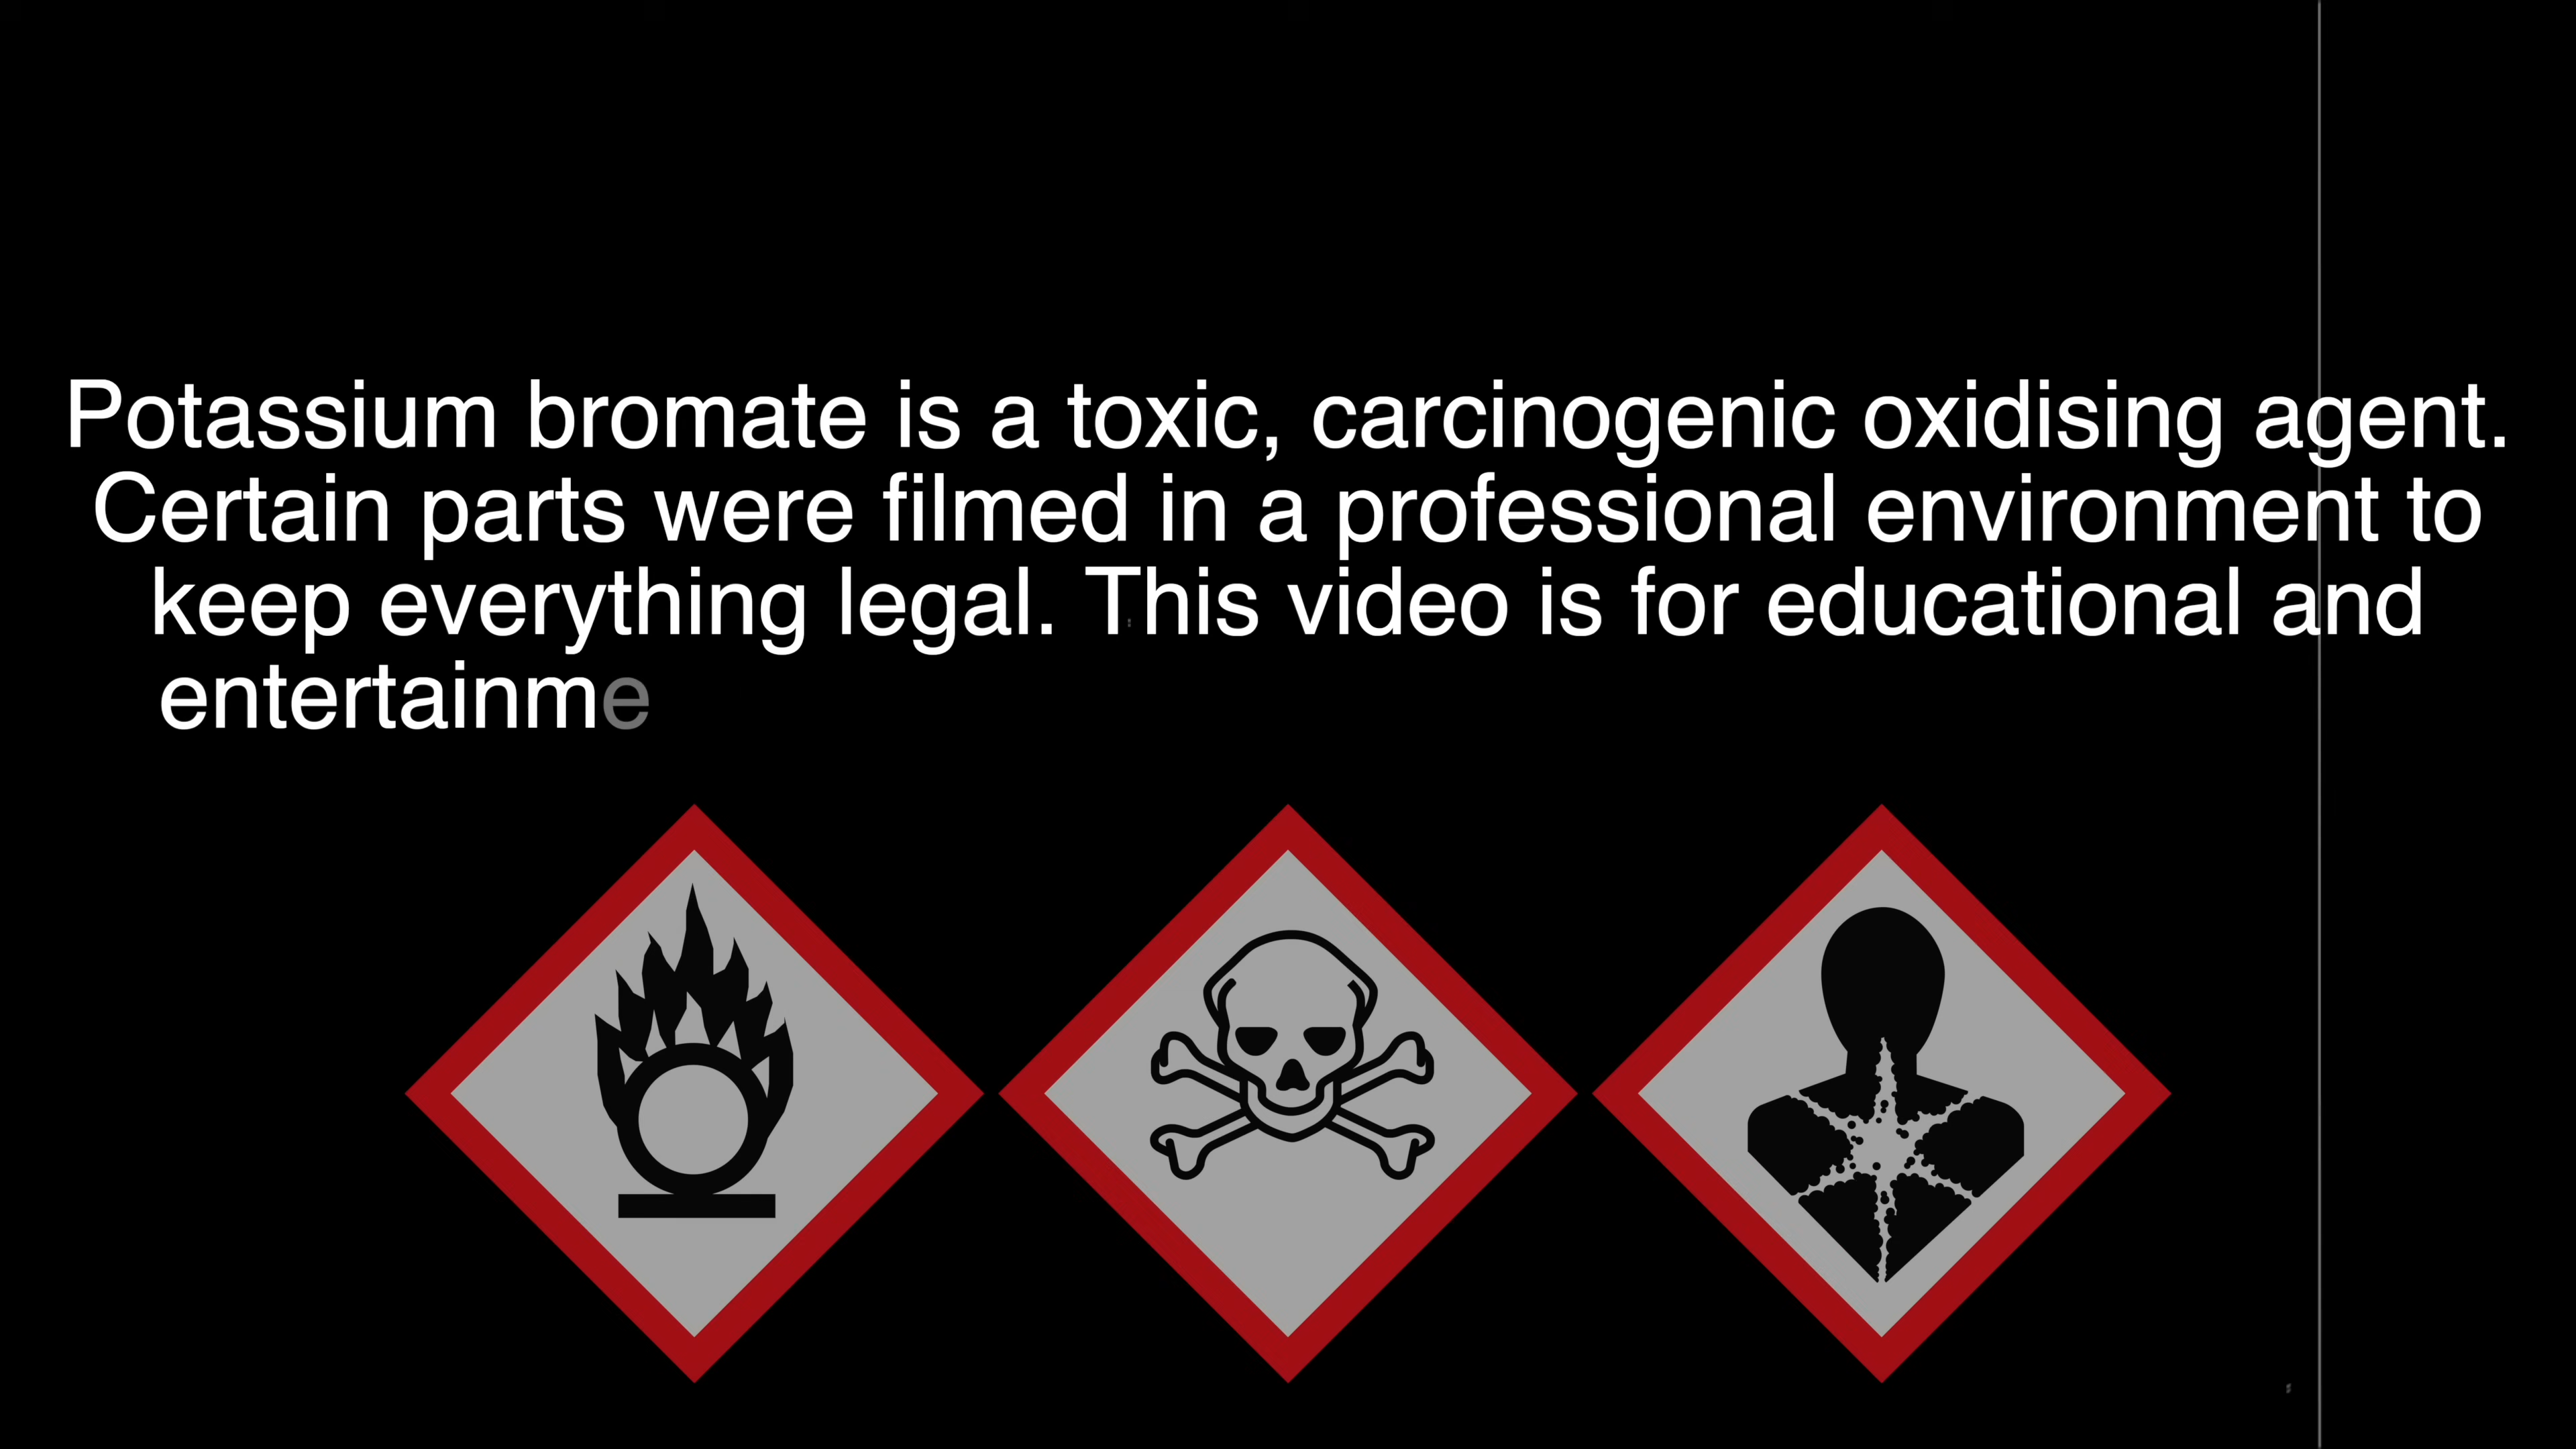 Potassium bromate is a toxic, carcinogenic oxidising agent.
Certain parts were filmed in a professional environment to
keep everything legal. This video is for educational and
entertainme